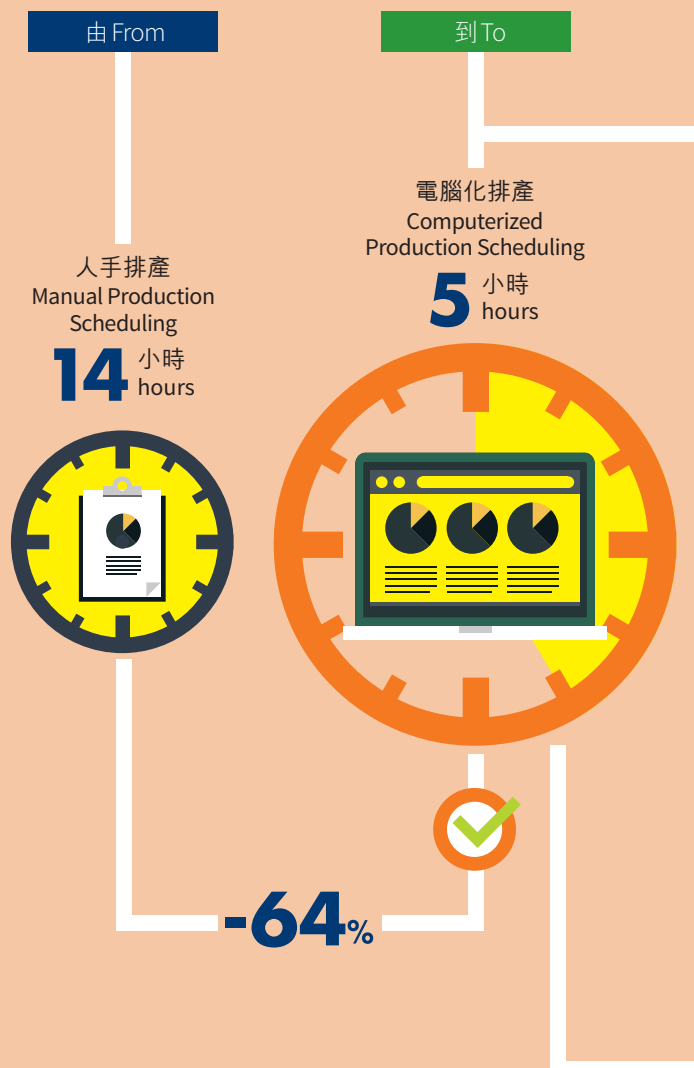 由 From
人手排產
Manual Production
Scheduling
14 小時
hours
到 To
電腦化排產
Computerized
Production Scheduling
5 小時
hours
-64%